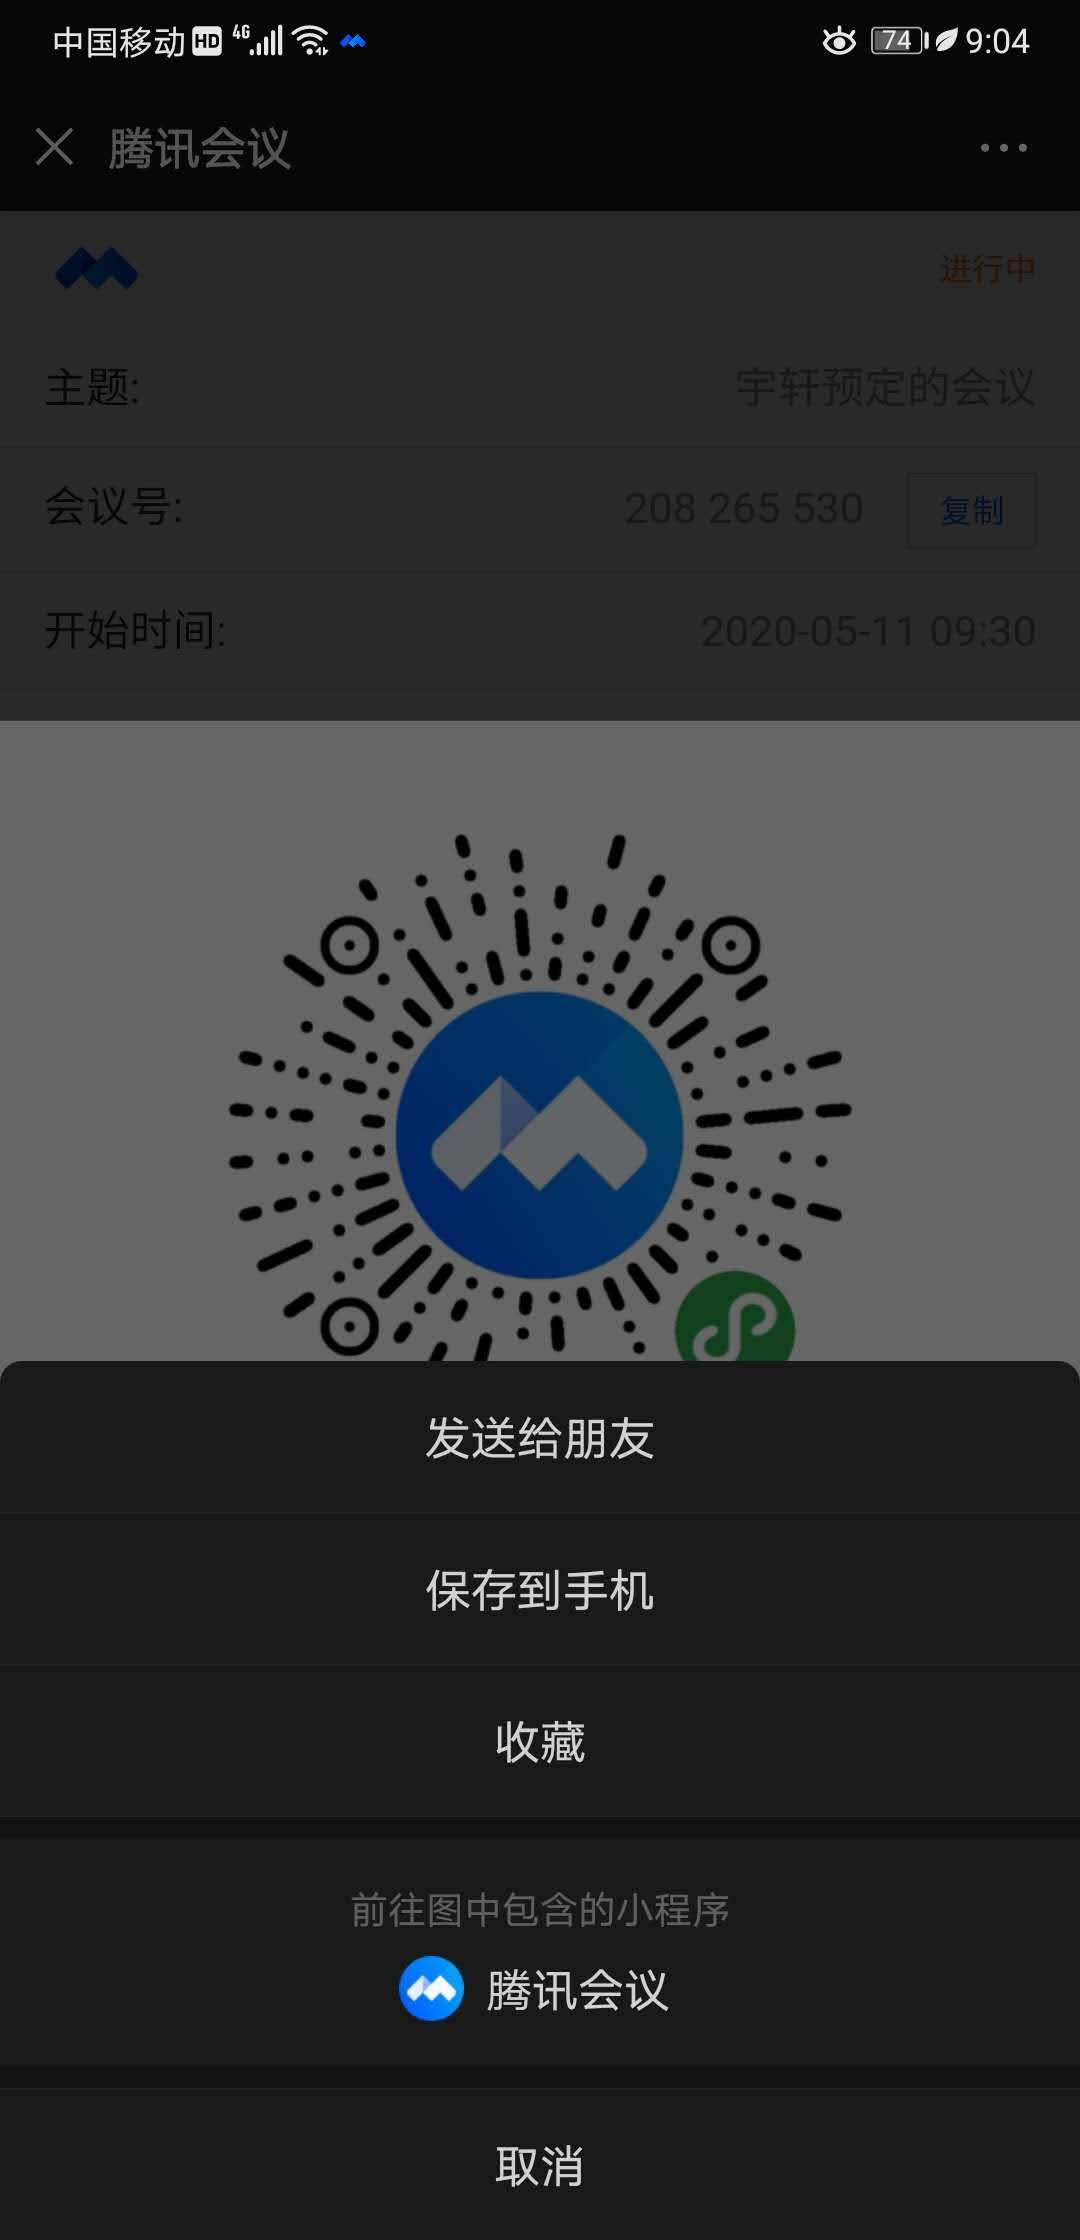 中国移动 HD 4G 74 9:04
腾讯会议
进行中
主题: 宇轩预定的会议
会议号: 208 265 530 复制
开始时间: 2020-05-11 09:30
发送给朋友
保存到手机
收藏
前往图中包含的小程序
腾讯会议
取消